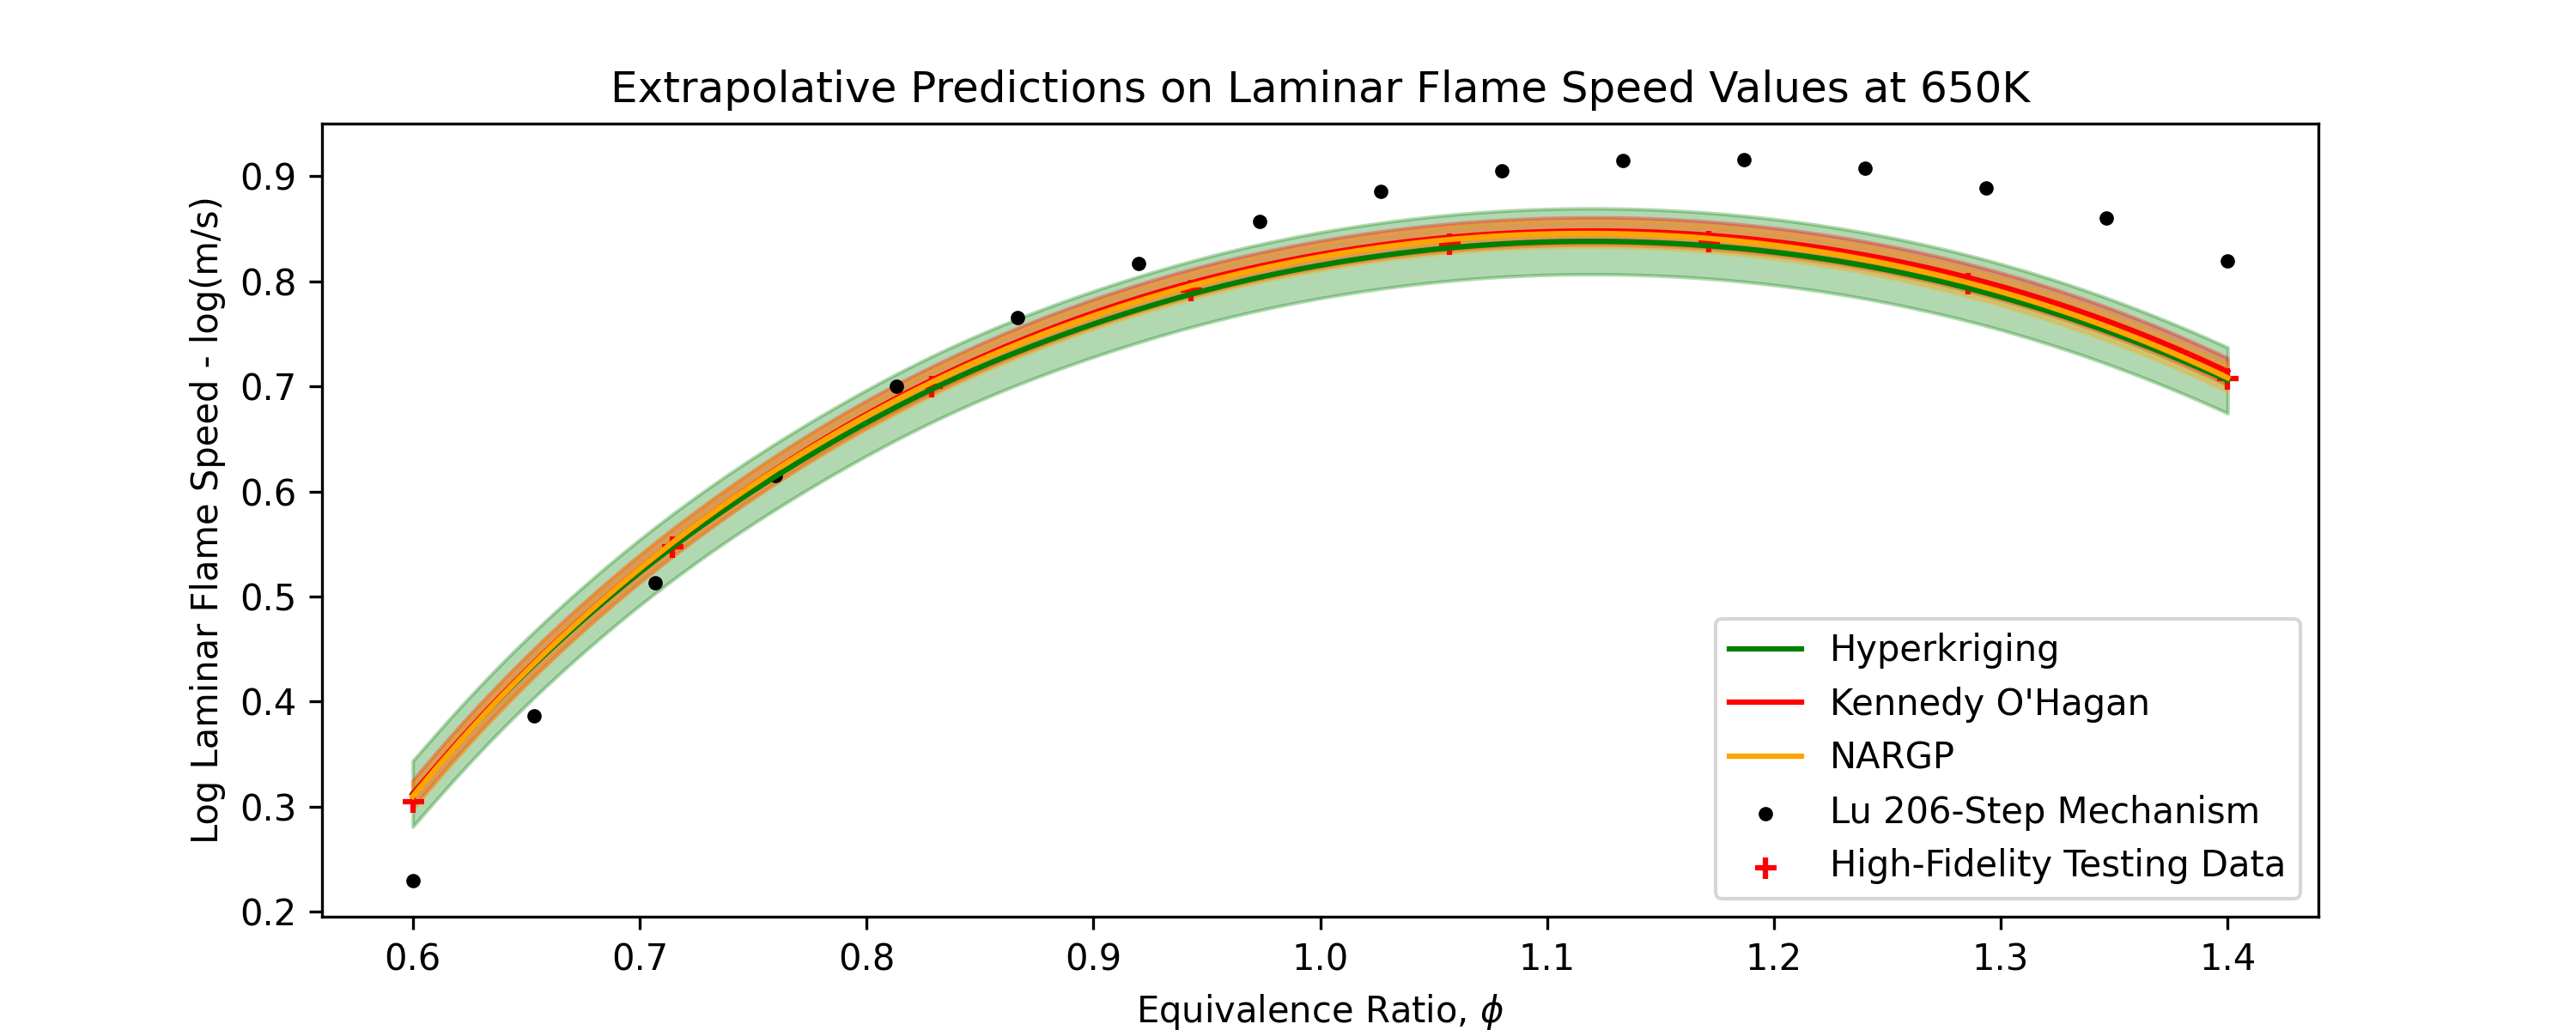 Extrapolative Predictions on Laminar Flame Speed Values at 650K
Log Laminar Flame Speed - log(m/s)
0.9
0.8
0.7
0.6
0.5
0.4
0.3
0.2
Hyperkriging
Kennedy O'Hagan
NARGP
Lu 206-Step Mechanism
High-Fidelity Testing Data
0.6 0.7 0.8 0.9 1.0 1.1 1.2 1.3 1.4
Equivalence Ratio, ϕ